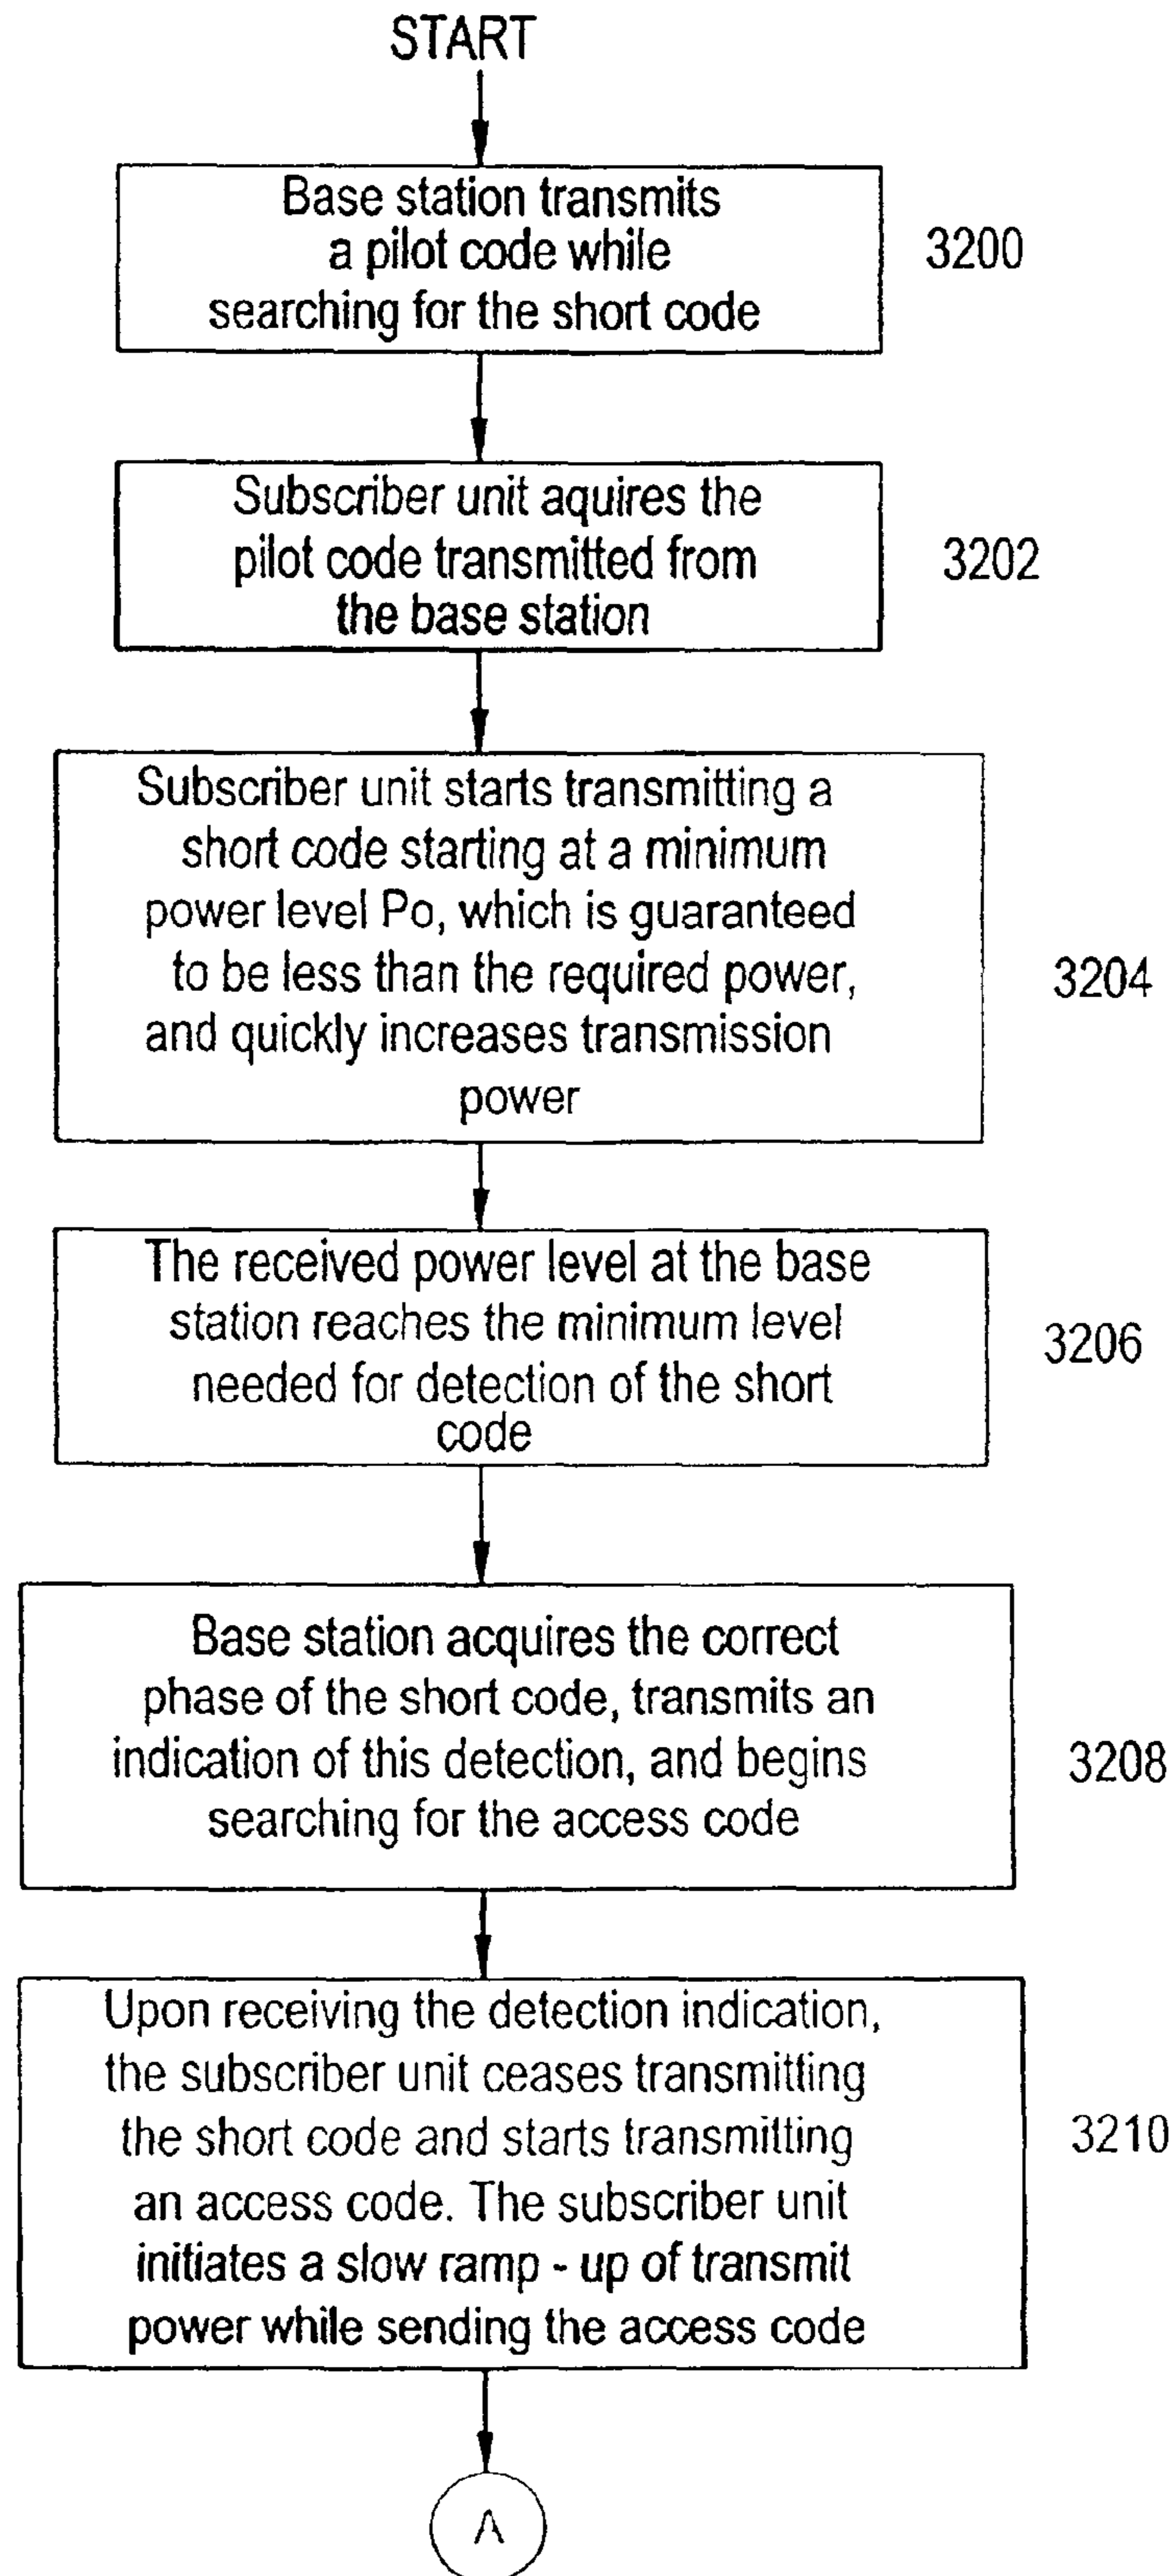 START
Base station transmits
a pilot code while
searching for the short code
3200
Subscriber unit aquires the
pilot code transmitted from
the base station
3202
Subscriber unit starts transmitting a
short code starting at a minimum
power level Po, which is guaranteed
to be less than the required power,
and quickly increases transmission
power
3204
The received power level at the base
station reaches the minimum level
needed for detection of the short
code
3206
Base station acquires the correct
phase of the short code, transmits an
indication of this detection, and begins
searching for the access code
3208
Upon receiving the detection indication,
the subscriber unit ceases transmitting
the short code and starts transmitting
an access code. The subscriber unit
initiates a slow ramp - up of transmit
power while sending the access code
3210
A